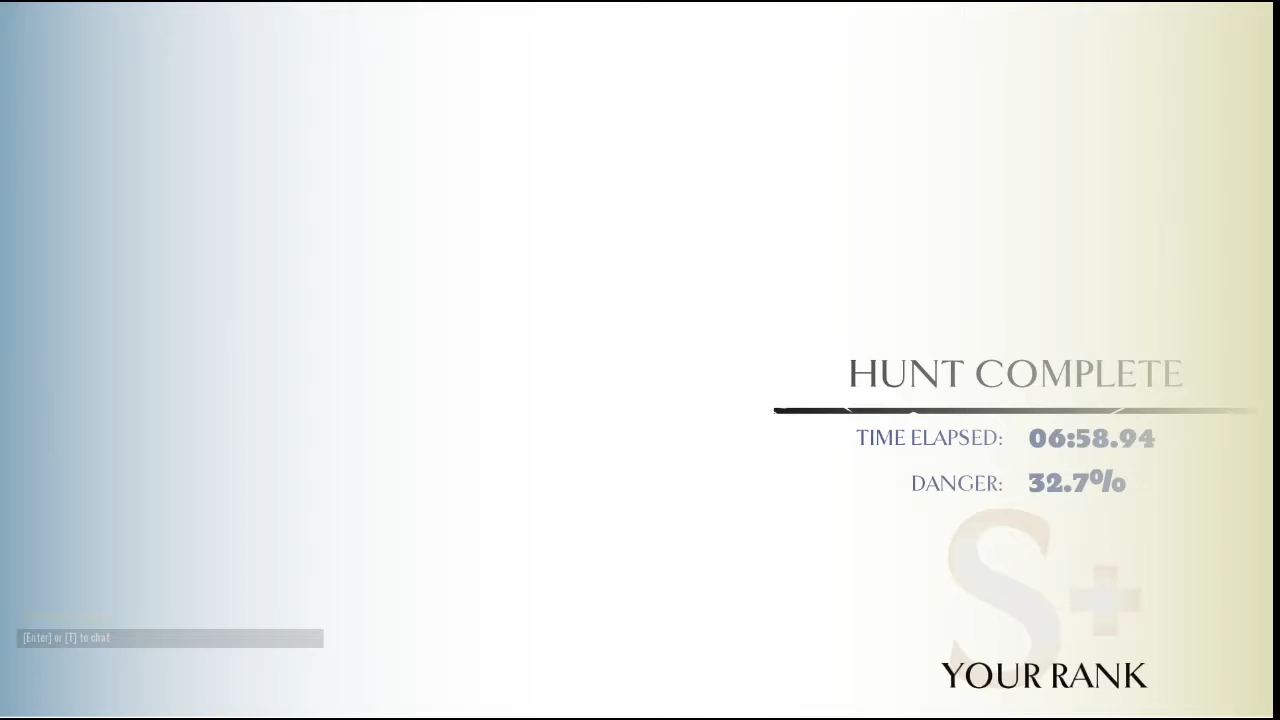 HUNT COMPLETE
TIME ELAPSED: 06:58.94
DANGER: 32.7%
S+
[Enter] or [T] to chat
YOUR RANK